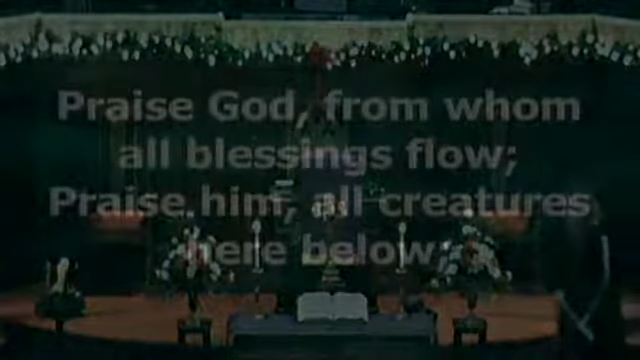 Praise God, from whom
all blessings flow;
Praise him, all creatures
here below;